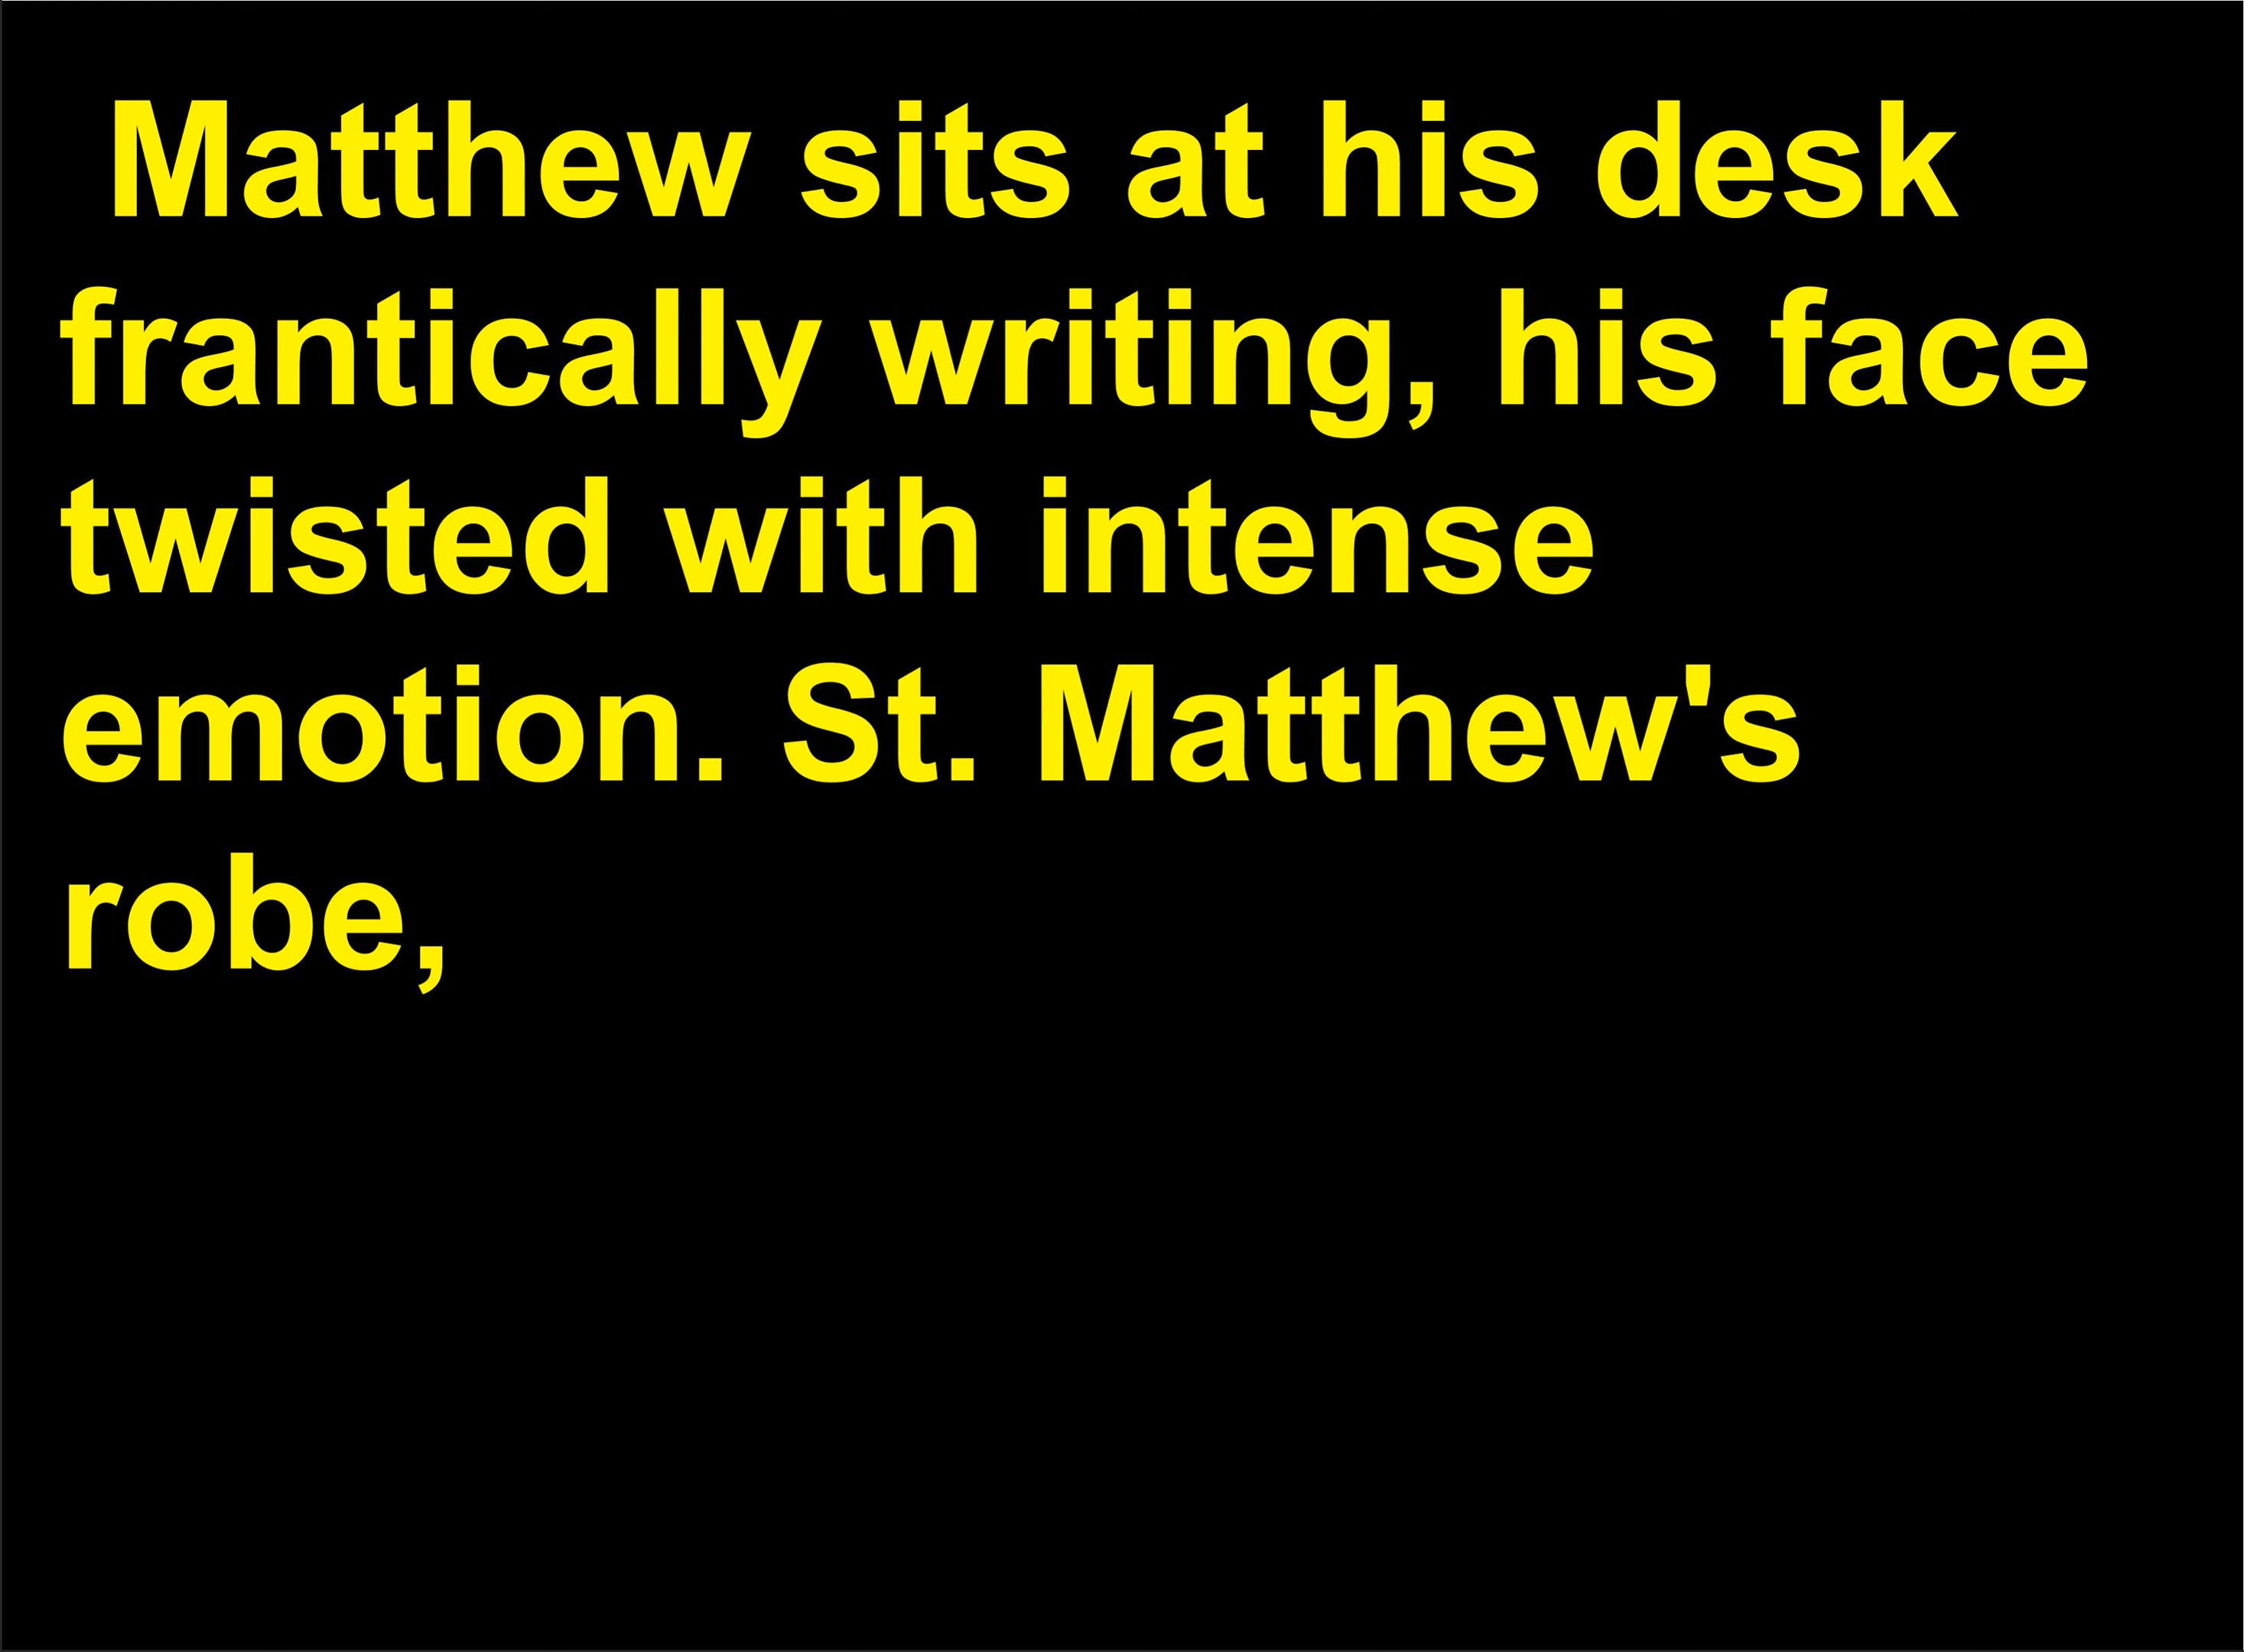 Matthew sits at his desk
frantically writing, his face
twisted with intense
emotion. St. Matthew's
robe,